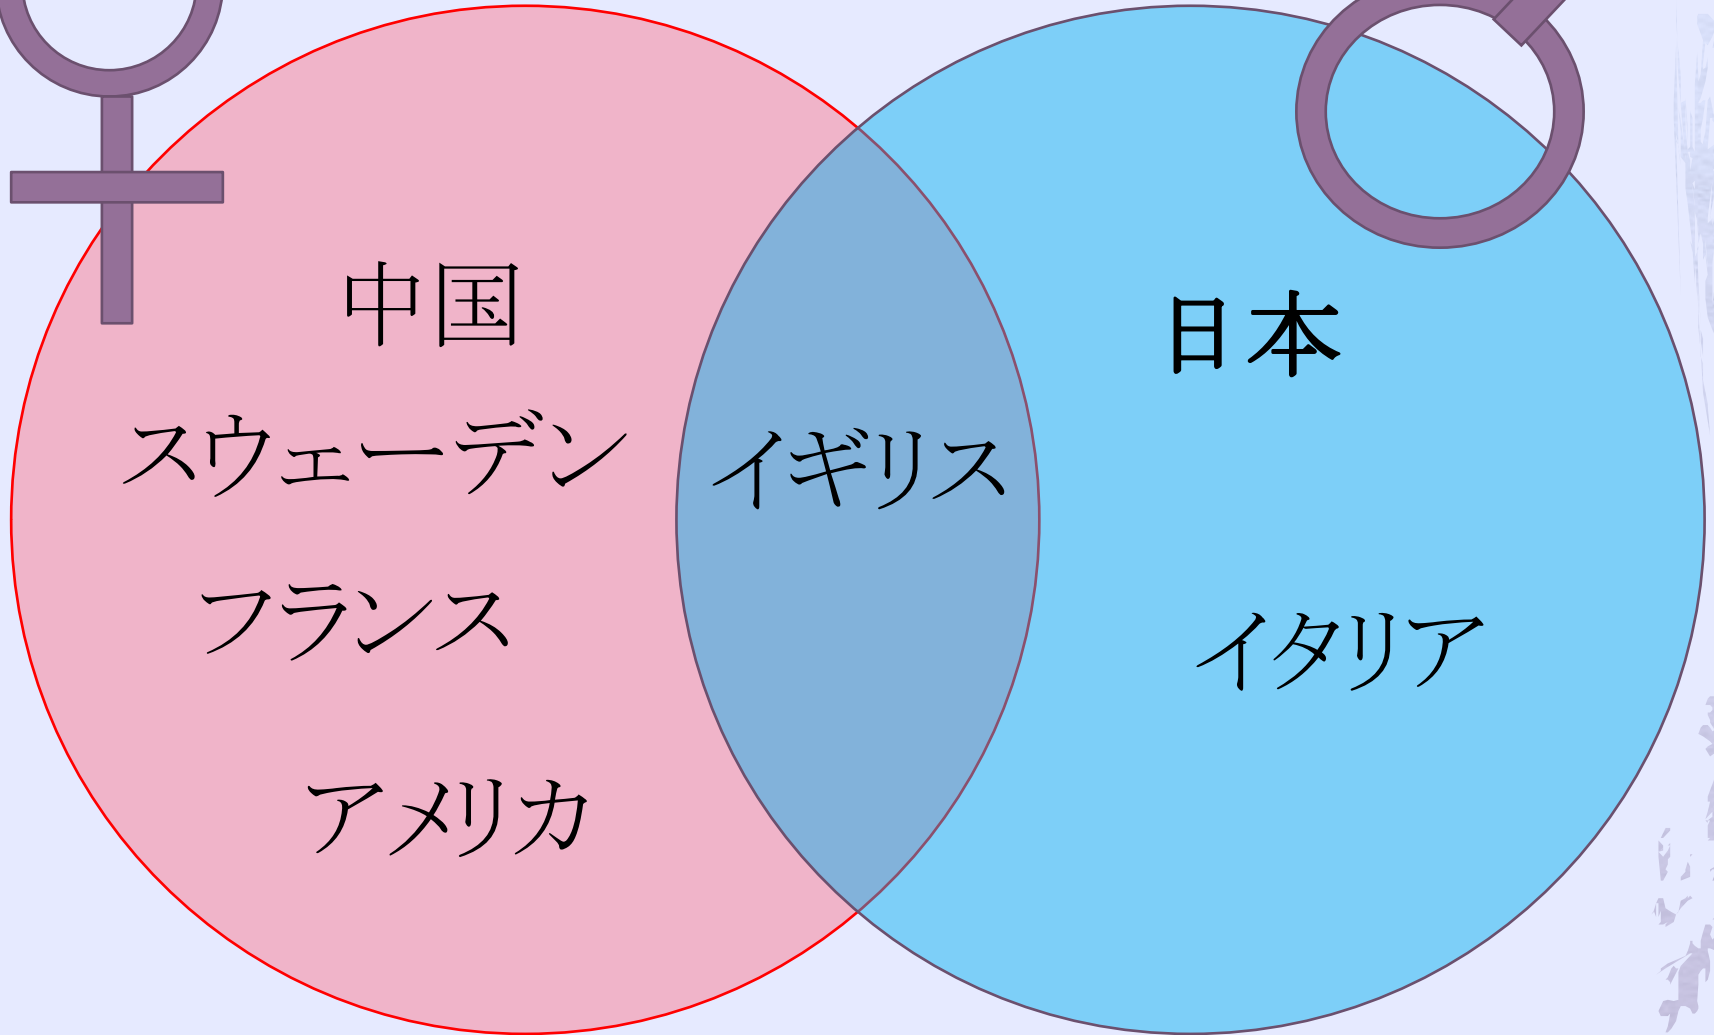 中国
スウェーデン
フランス
アメリカ
イギリス
日本
イタリア